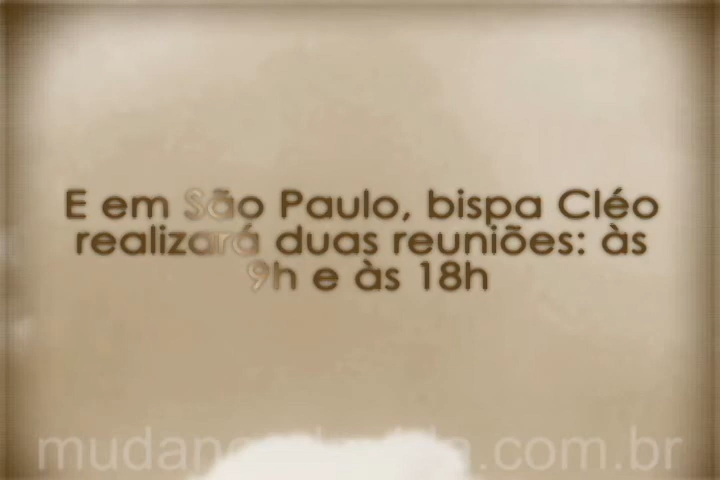 E em São Paulo, bispa Cléo
realizará duas reuniões: às
9h e às 18h